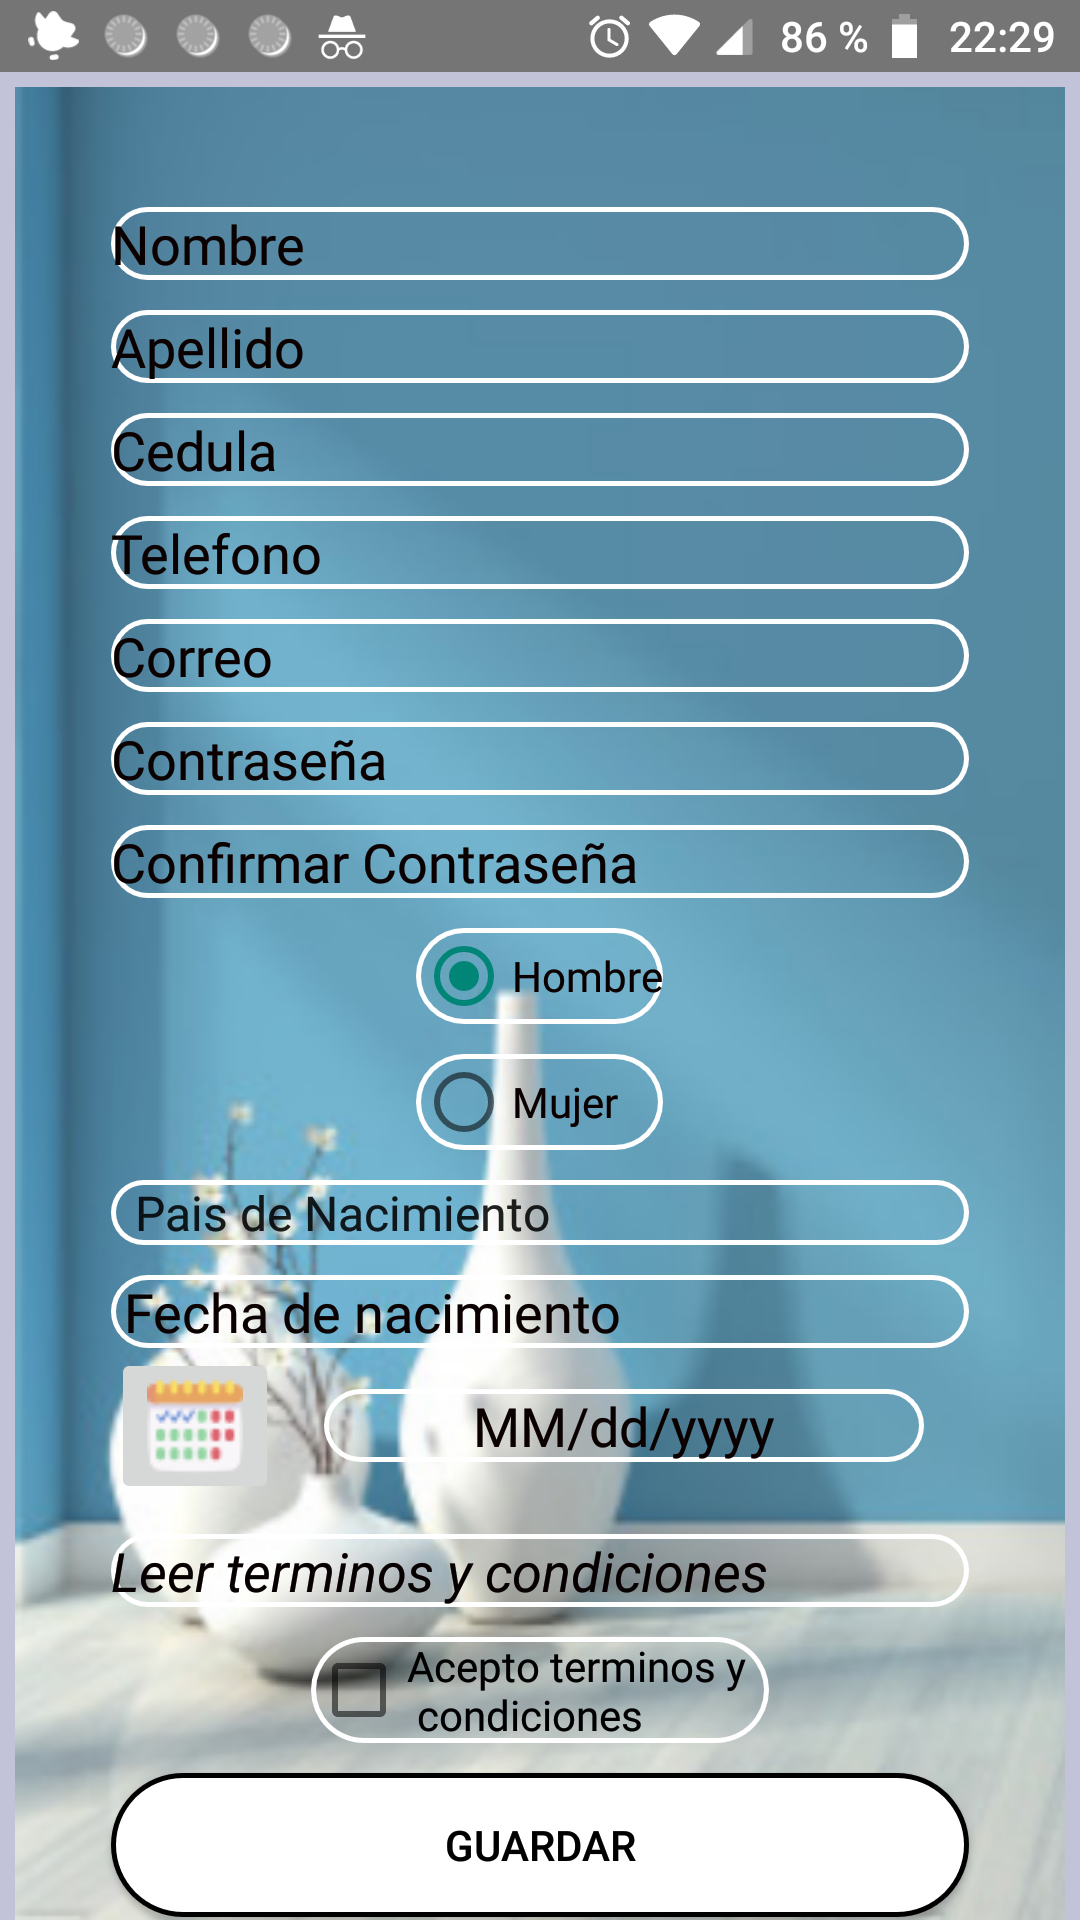 86 % 22:29
Nombre
Apellido
Cedula
Telefono
Correo
Contraseña
Confirmar Contraseña
Hombre
Mujer
Pais de Nacimiento
Fecha de nacimiento
MM/dd/yyyy
Leer terminos y condiciones
Acepto terminos y
condiciones
GUARDAR